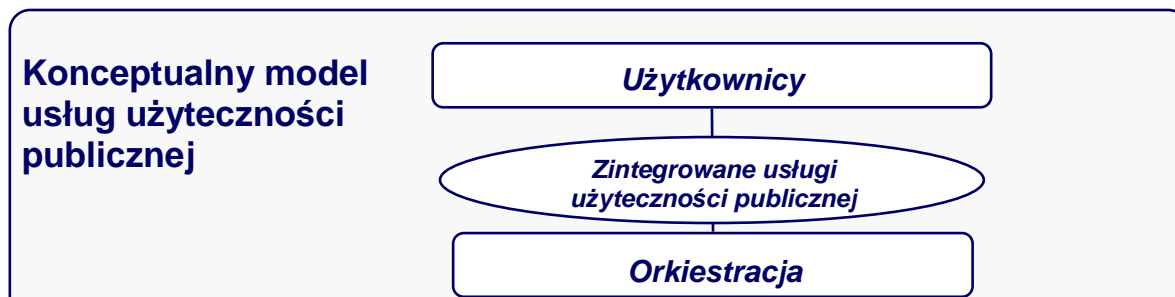 Konceptualny model
usług użyteczności
publicznej
Użytkownicy
Zintegrowane usługi
użyteczności publicznej
Orkiestracja